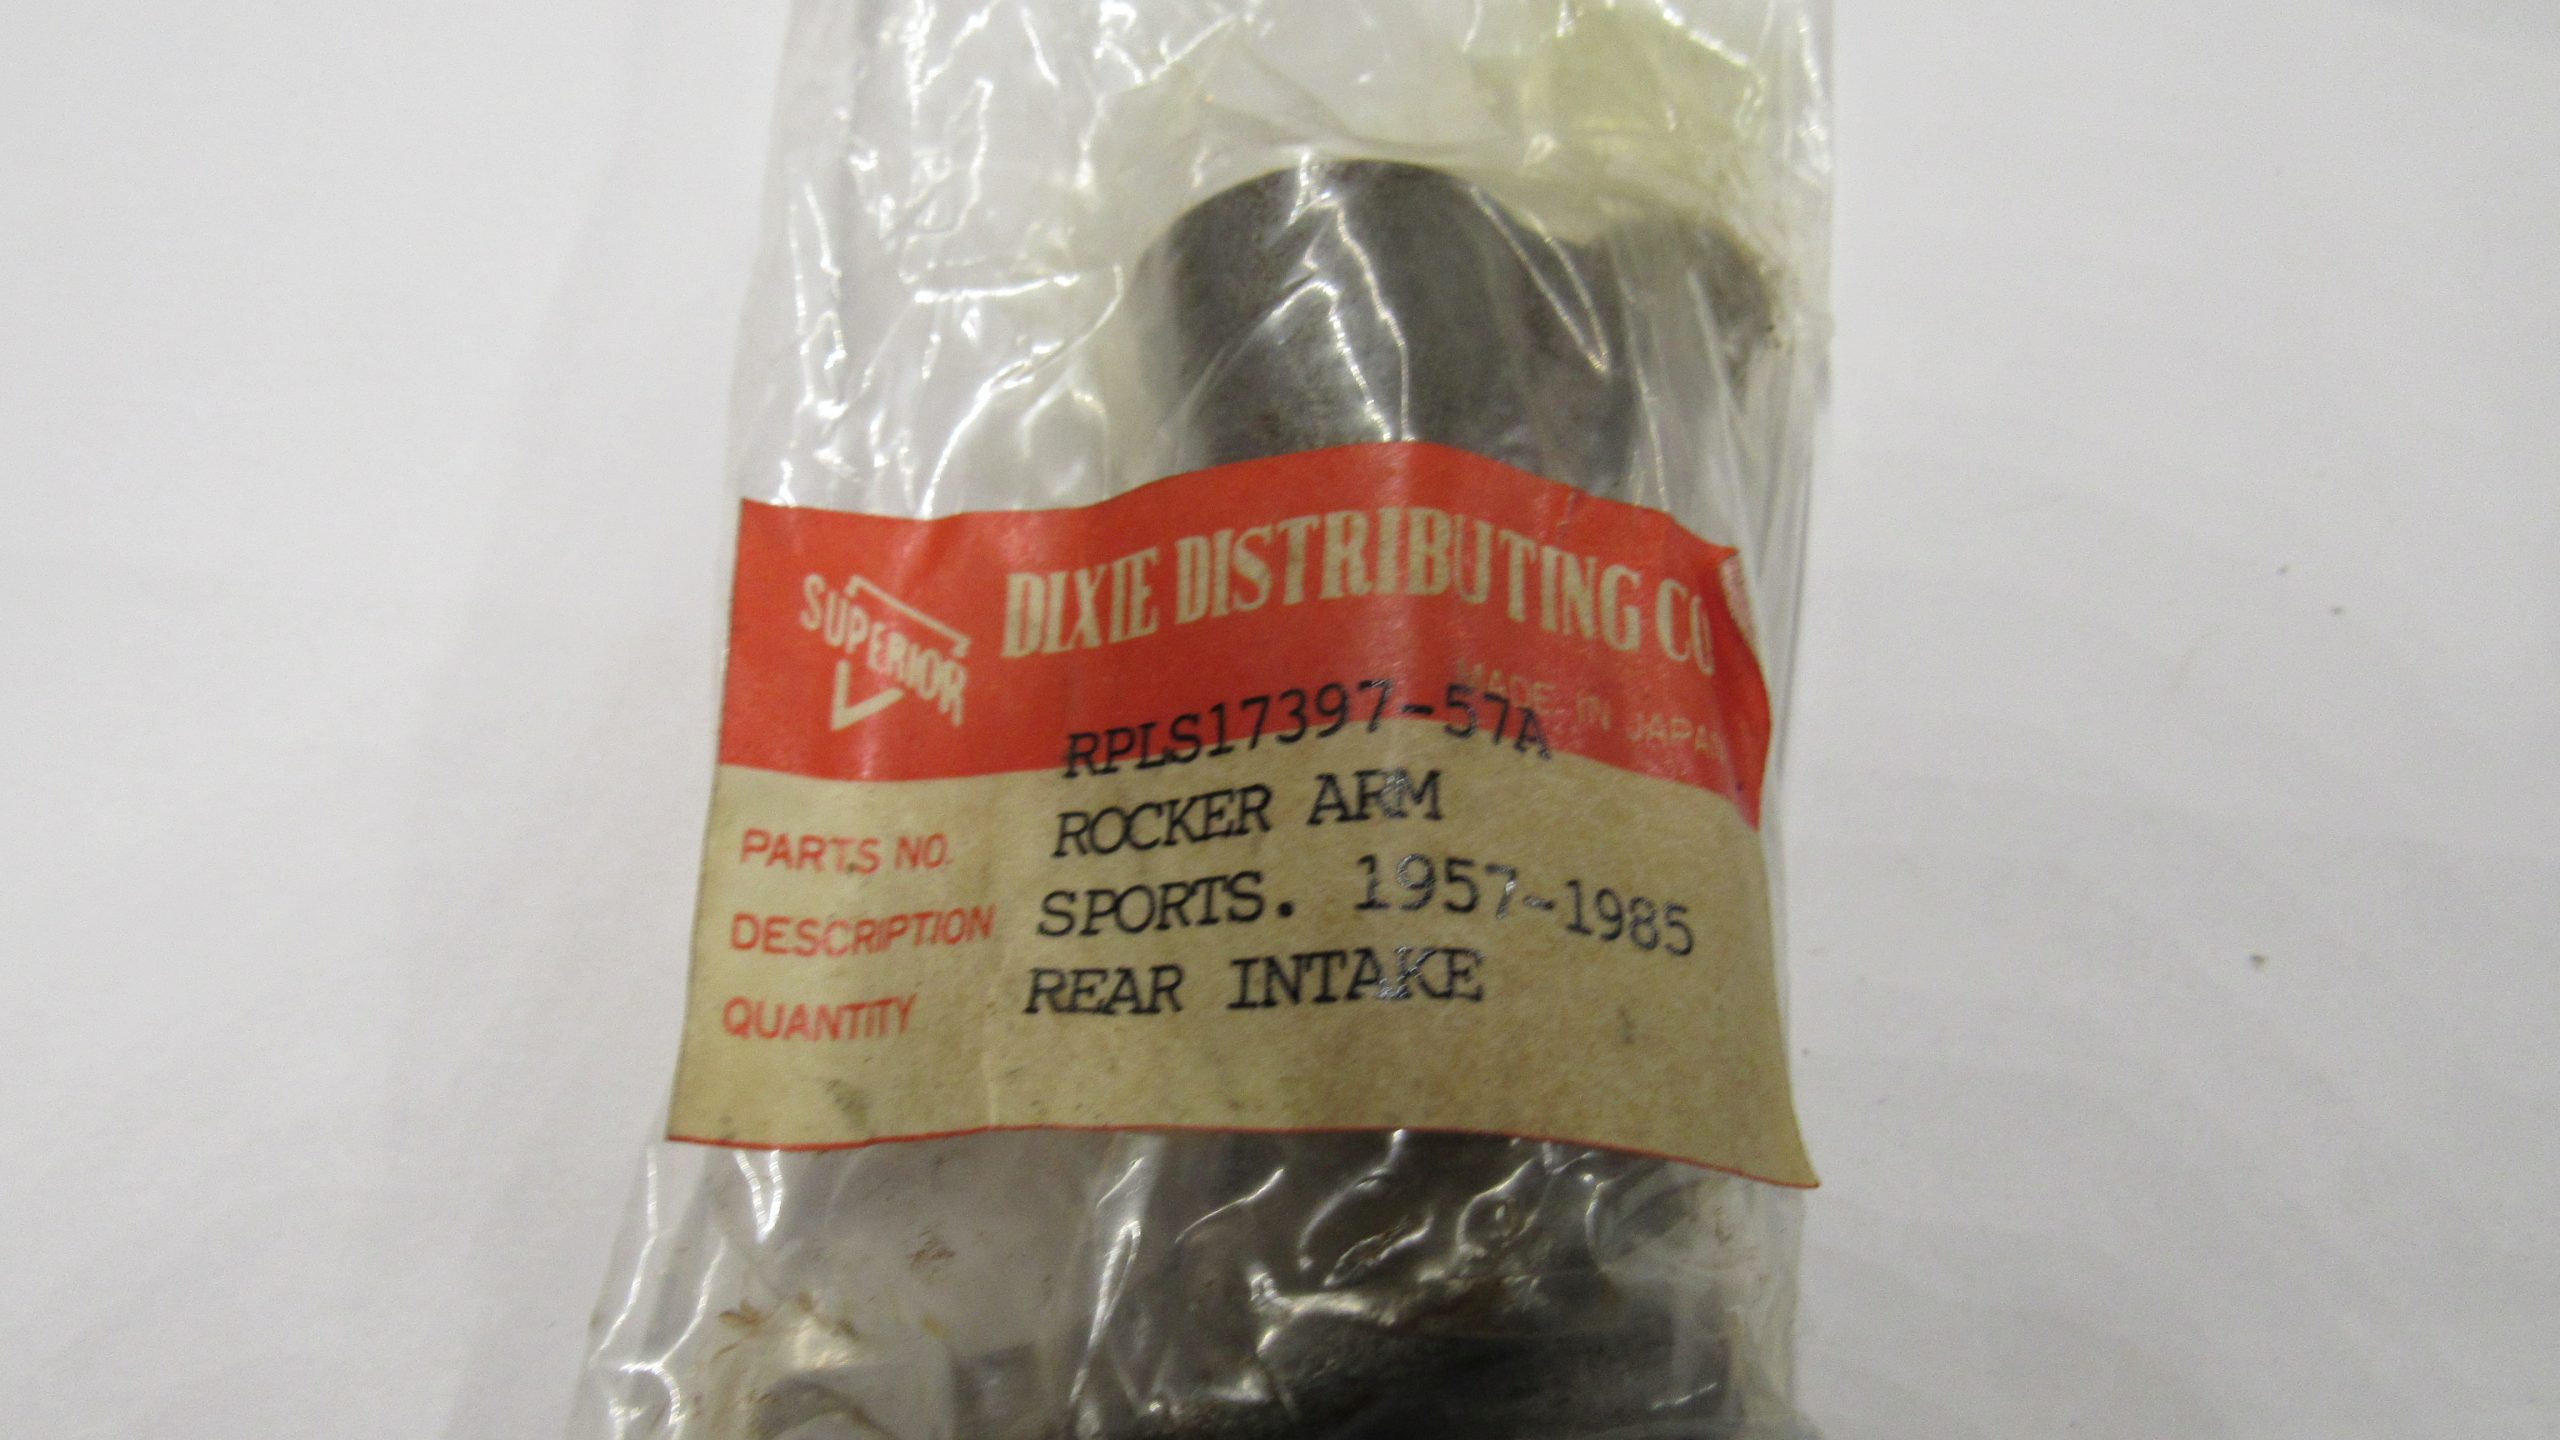 SUPERIOR
DIXIE DISTRIBUTING CO
MADE IN JAPAN
RPLS17397-57A
PARTS NO. ROCKER ARM
DESCRIPTION SPORTS. 1957-1985
QUANTITY REAR INTAKE